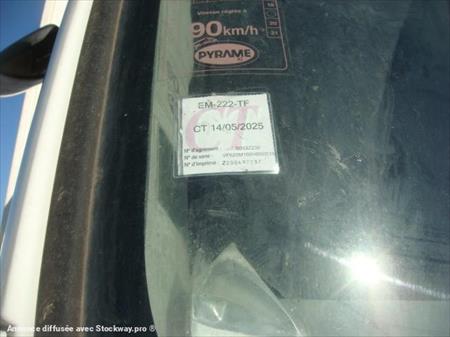 Vitesse réglée à
90km/h
PYRAME
EM-222-TF
CT 14/05/2025
N° d'agrément :
N° de série :
N° d'imprimé :
Annonce diffusée avec Stockway.pro ®